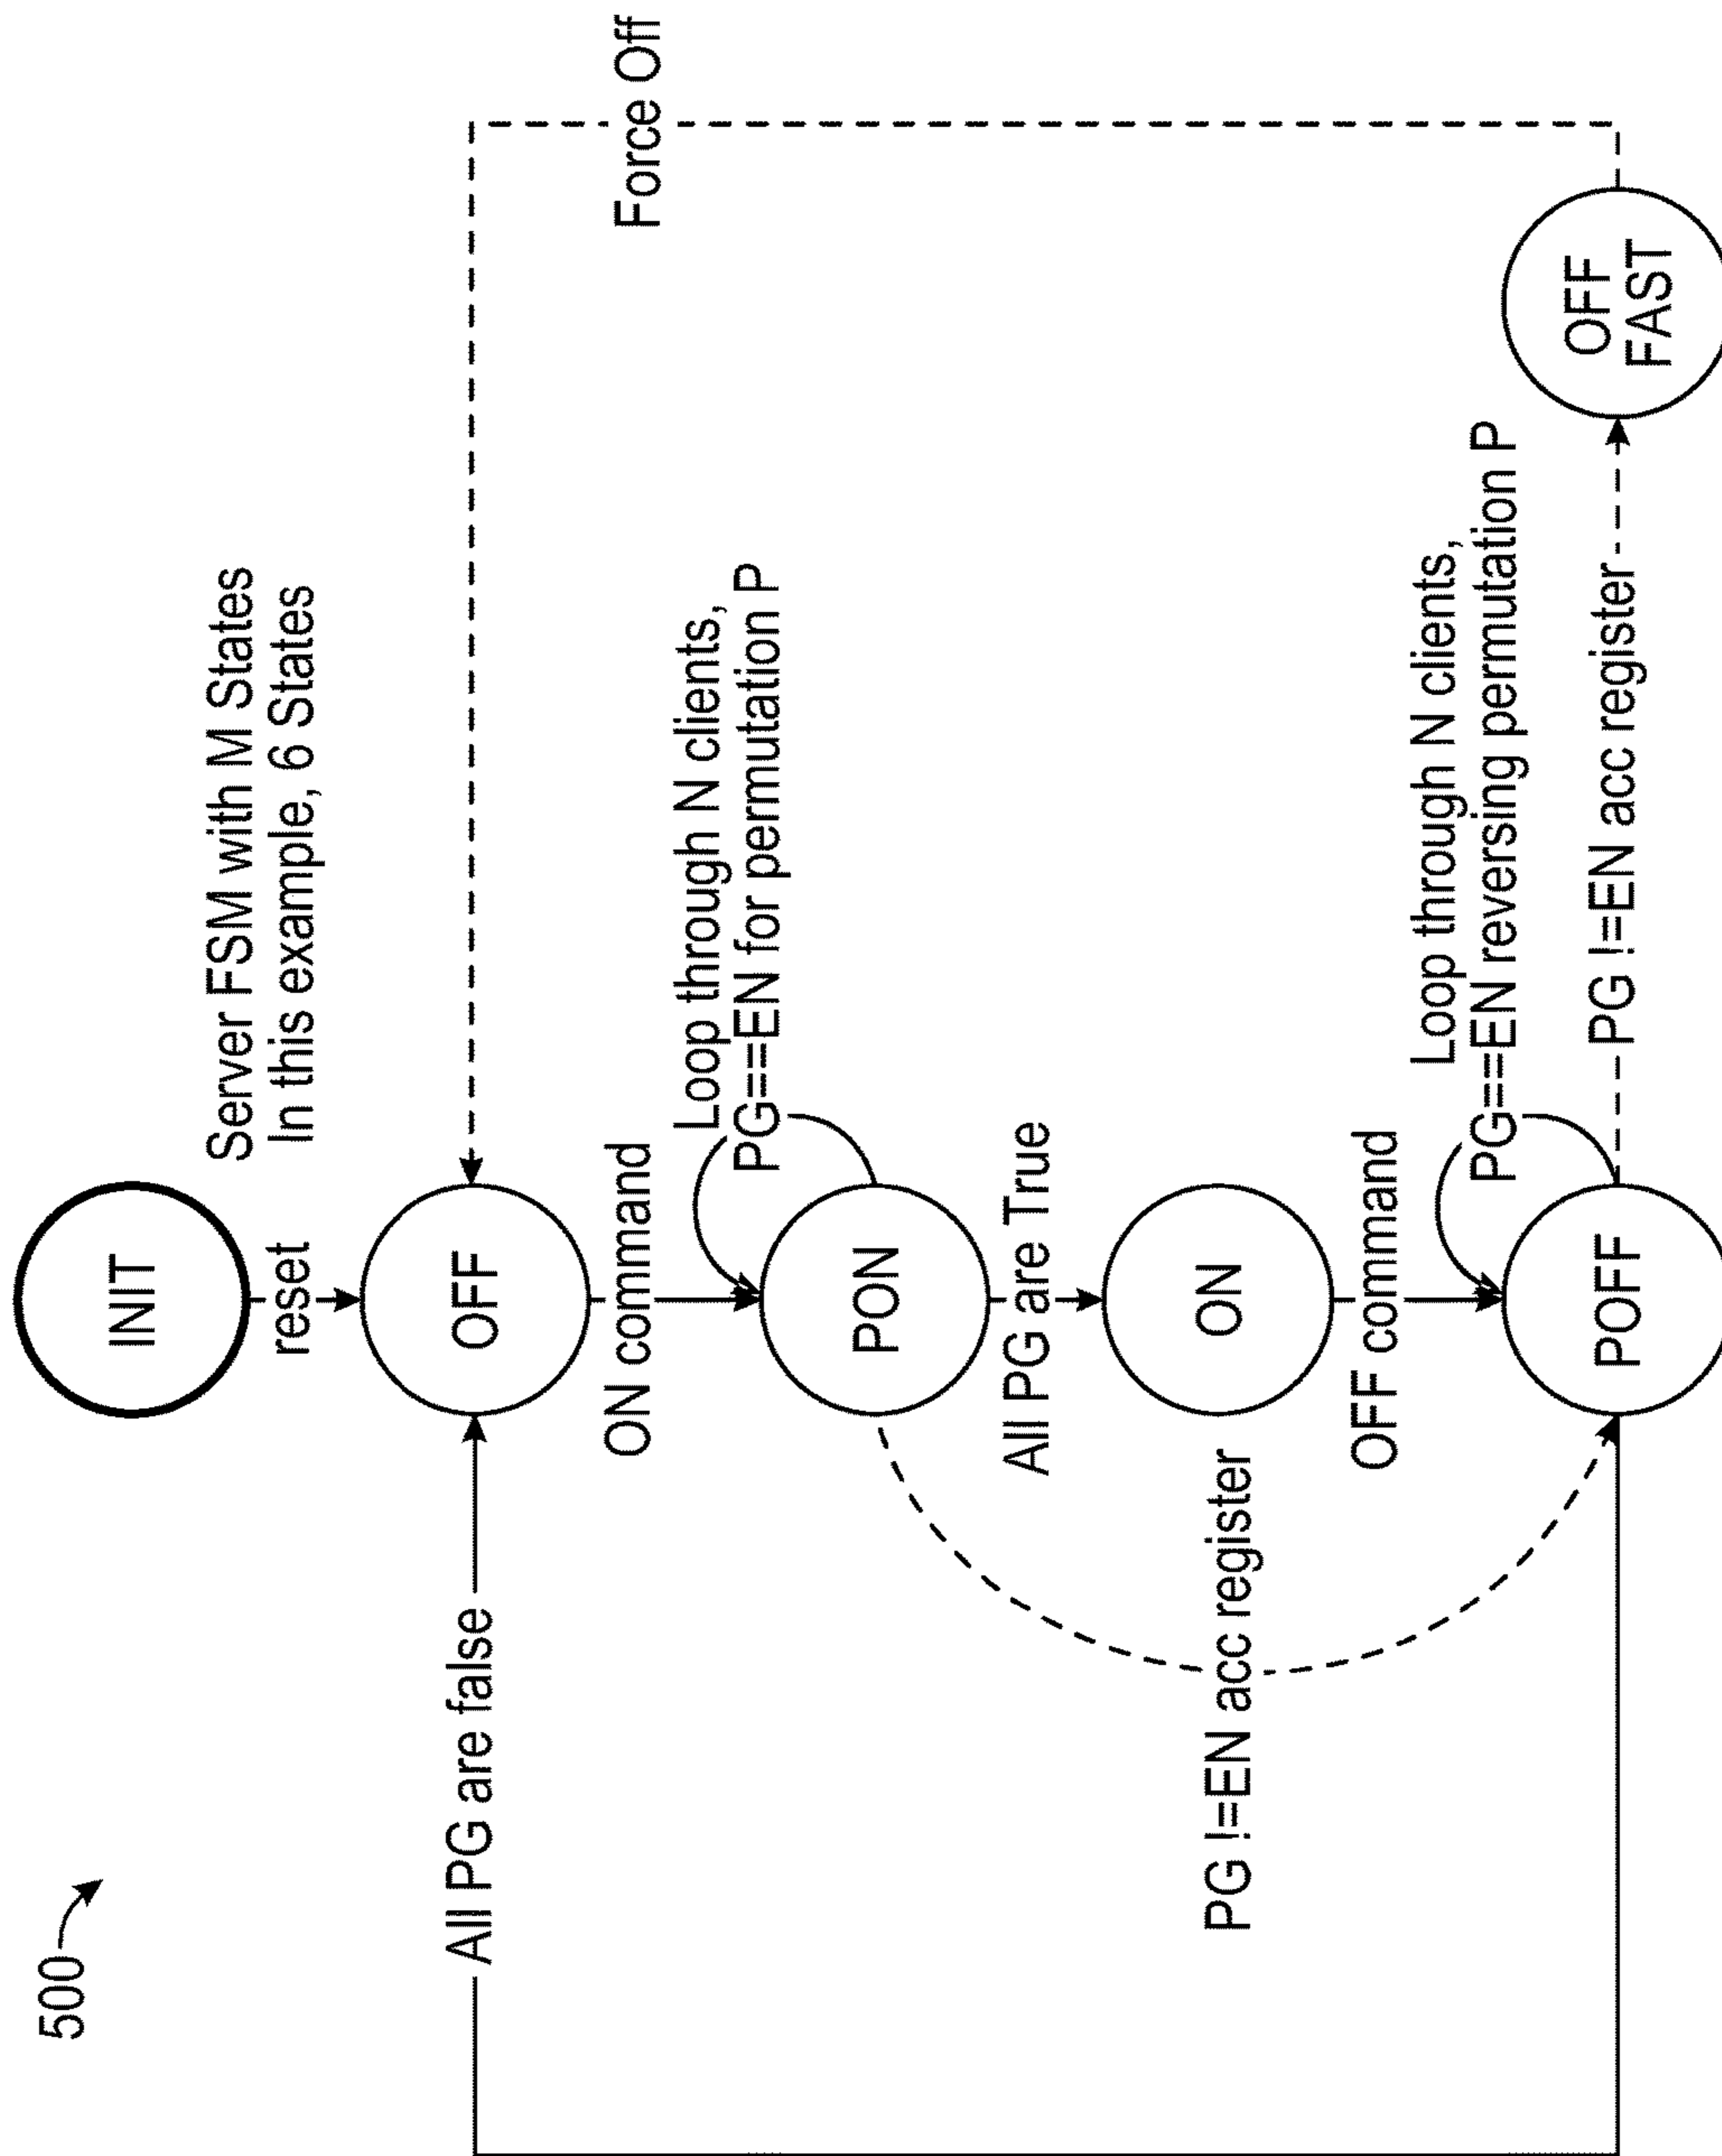 500
Server FSM with M States
In this example, 6 States
INIT
reset
OFF
All PG are false
Force Off
ON command
Loop through N clients,
PG==EN for permutation P
PON
All PG are True
ON
PG !=EN acc register
OFF command
Loop through N clients,
PG==EN reversing permutation P
POFF
PG !=EN acc register
OFF
FAST